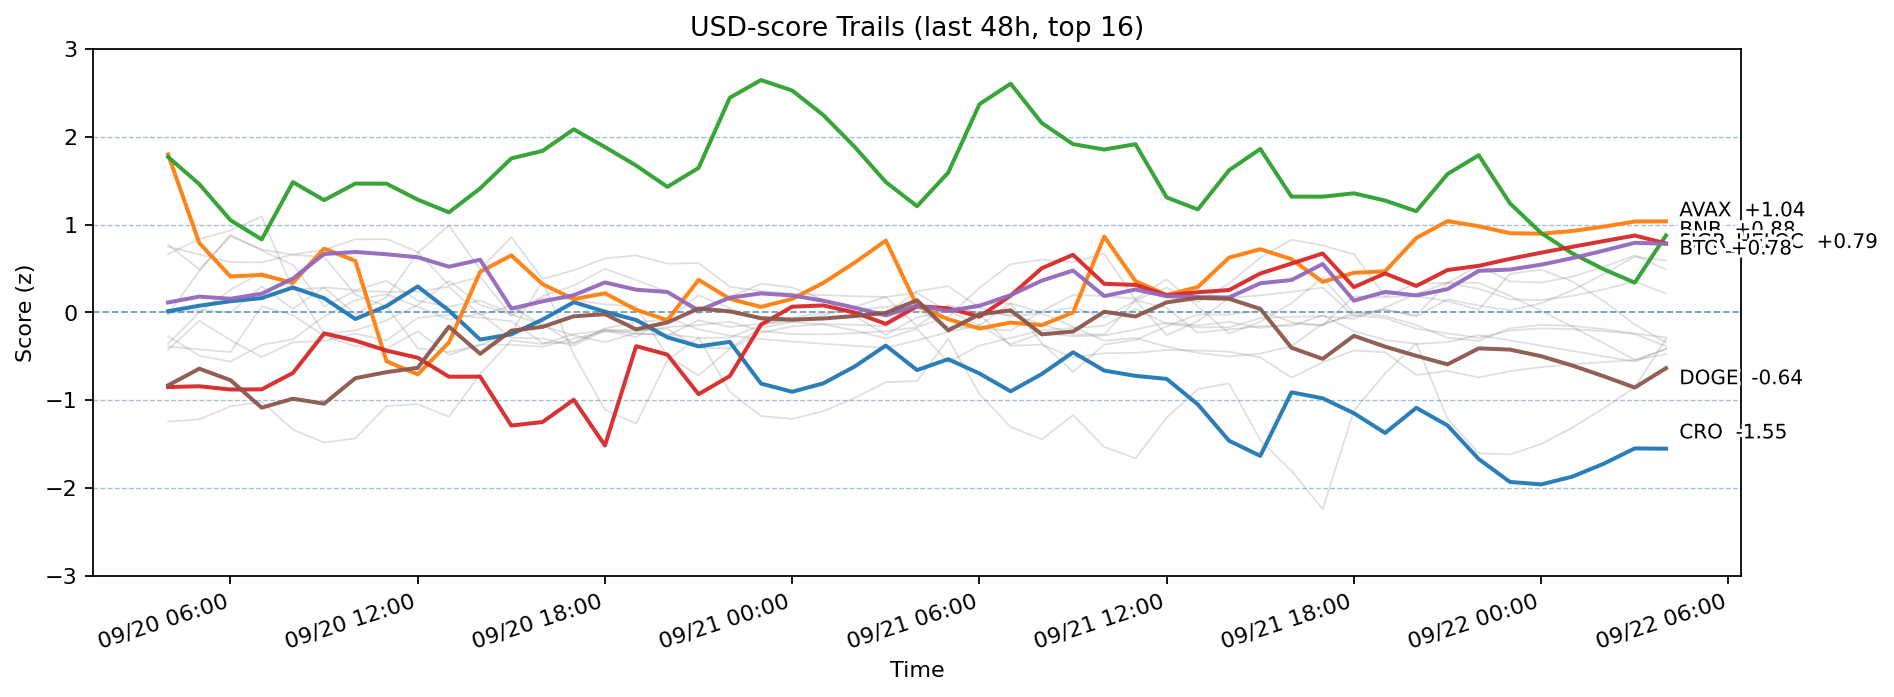 USD-score Trails (last 48h, top 16)
Score (z)
3
2
1
0
−1
−2
−3
AVAX +1.04
BNB +0.88
+0.79
BTC +0.78
DOGE -0.64
CRO -1.55
09/20 06:00
09/20 12:00
09/20 18:00
09/21 00:00
09/21 06:00
09/21 12:00
09/21 18:00
09/22 00:00
09/22 06:00
Time